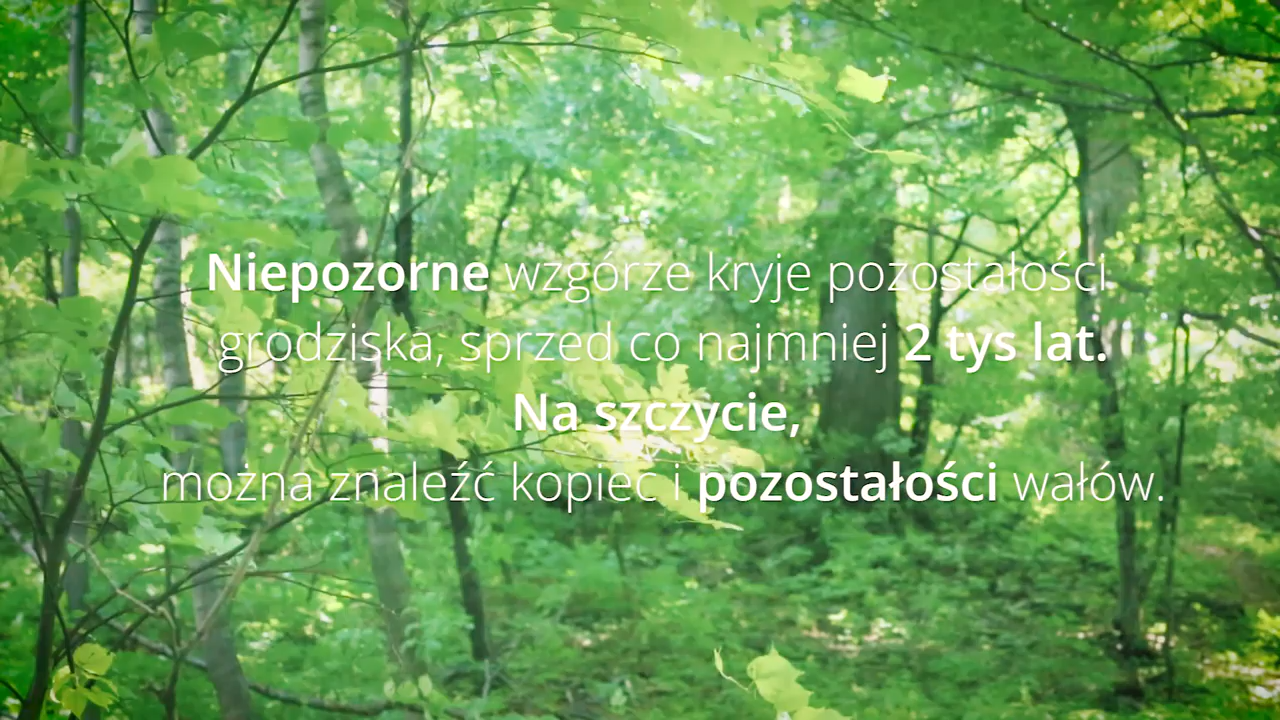 Niepozorne wzgórze kryje pozostałości
grodziska, sprzed co najmniej 2 tys lat.
Na szczycie,
można znaleźć kopiec i pozostałości wałów.